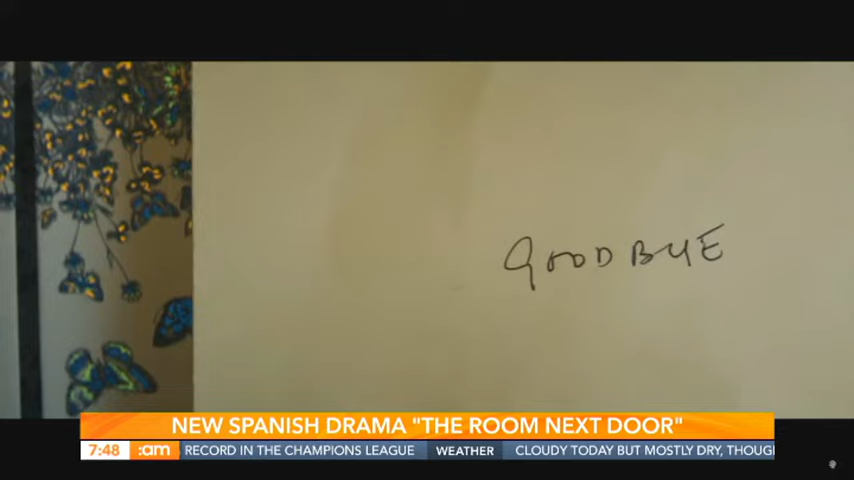 GOODBYE
NEW SPANISH DRAMA "THE ROOM NEXT DOOR"
7:48 :am RECORD IN THE CHAMPIONS LEAGUE WEATHER CLOUDY TODAY BUT MOSTLY DRY, THOUGH